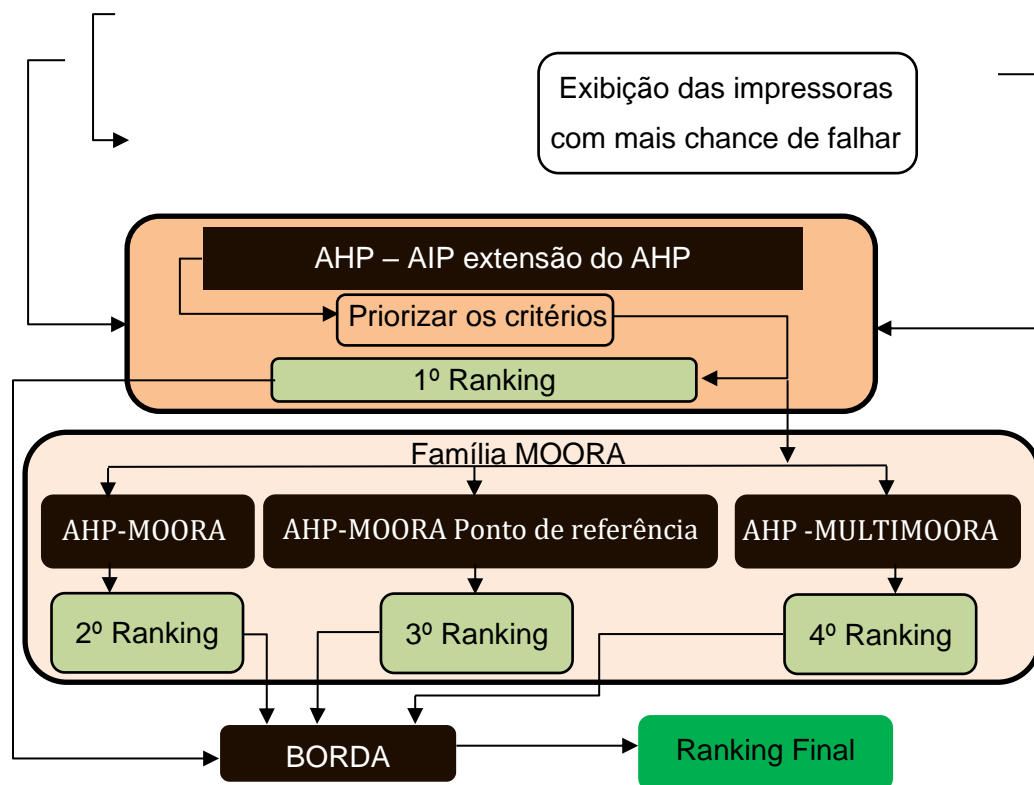 Exibição das impressoras
com mais chance de falhar
AHP – AIP extensão do AHP
Priorizar os critérios
1º Ranking
Família MOORA
AHP-MOORA
AHP-MOORA Ponto de referência
AHP -MULTIMOORA
2º Ranking
3º Ranking
4º Ranking
BORDA
Ranking Final